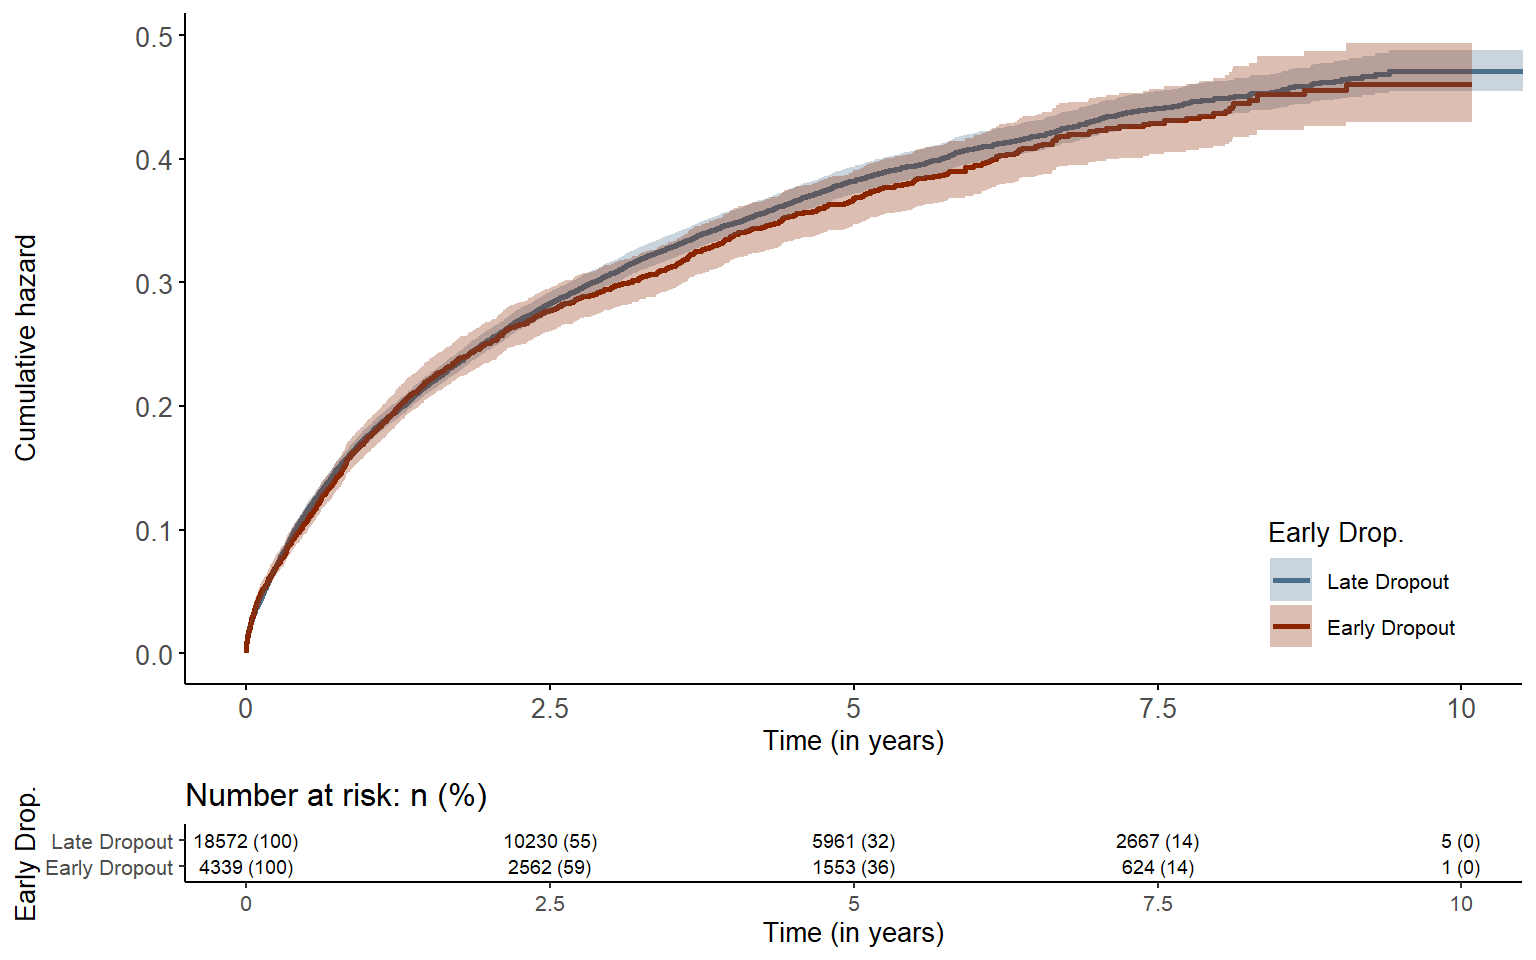 0.5
0.4
0.3
0.2
0.1
0.0
Cumulative hazard
Early Drop.
Late Dropout
Early Dropout
0 2.5 5 7.5 10
Time (in years)
Number at risk: n (%)
Early Drop.
Late Dropout 18572 (100) 10230 (55) 5961 (32) 2667 (14) 5 (0)
Early Dropout 4339 (100) 2562 (59) 1553 (36) 624 (14) 1 (0)
0 2.5 5 7.5 10
Time (in years)